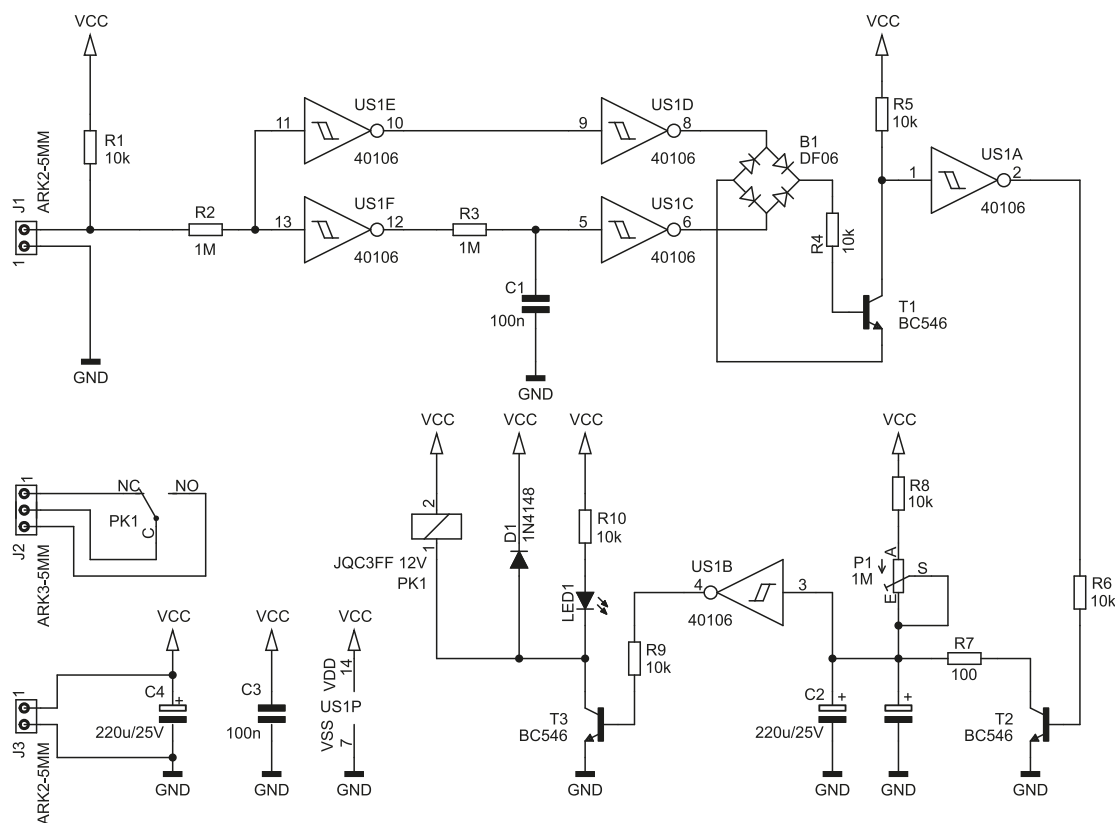 VCC
VCC
R1
10k
ARK2-5MM
J1
1
GND
R2
1M
11
US1E
10
40106
13
US1F
12
40106
R3
1M
C1
100n
GND
9
US1D
8
40106
5
US1C
6
40106
B1
DF06
R4
10k
R5
10k
T1
BC546
1
US1A
2
40106
1
NC
NO
PK1
C
J2
ARK3-5MM
VCC
2
1
JQC3FF 12V
PK1
VCC
D1
1N4148
VCC
R10
10k
LED1
US1B
4
3
40106
VCC
R8
10k
P1
1M
A
S
E
R6
10k
R9
10k
R7
100
T3
BC546
GND
C2
+
220u/25V
GND
+
GND
T2
BC546
GND
1
J3
ARK2-5MM
VCC
C4
+
220u/25V
GND
VCC
C3
100n
GND
VCC
VDD
14
US1P
VSS
7
GND